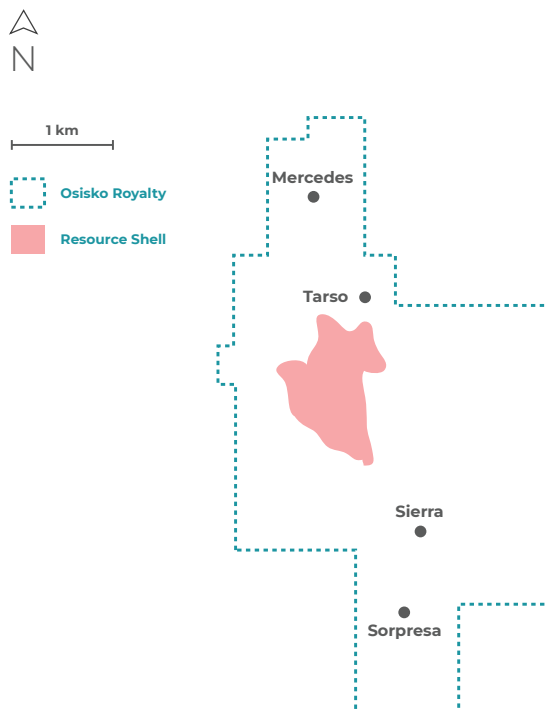 N
1 km
Osisko Royalty
Resource Shell
Mercedes
Tarso
Sierra
Sorpresa